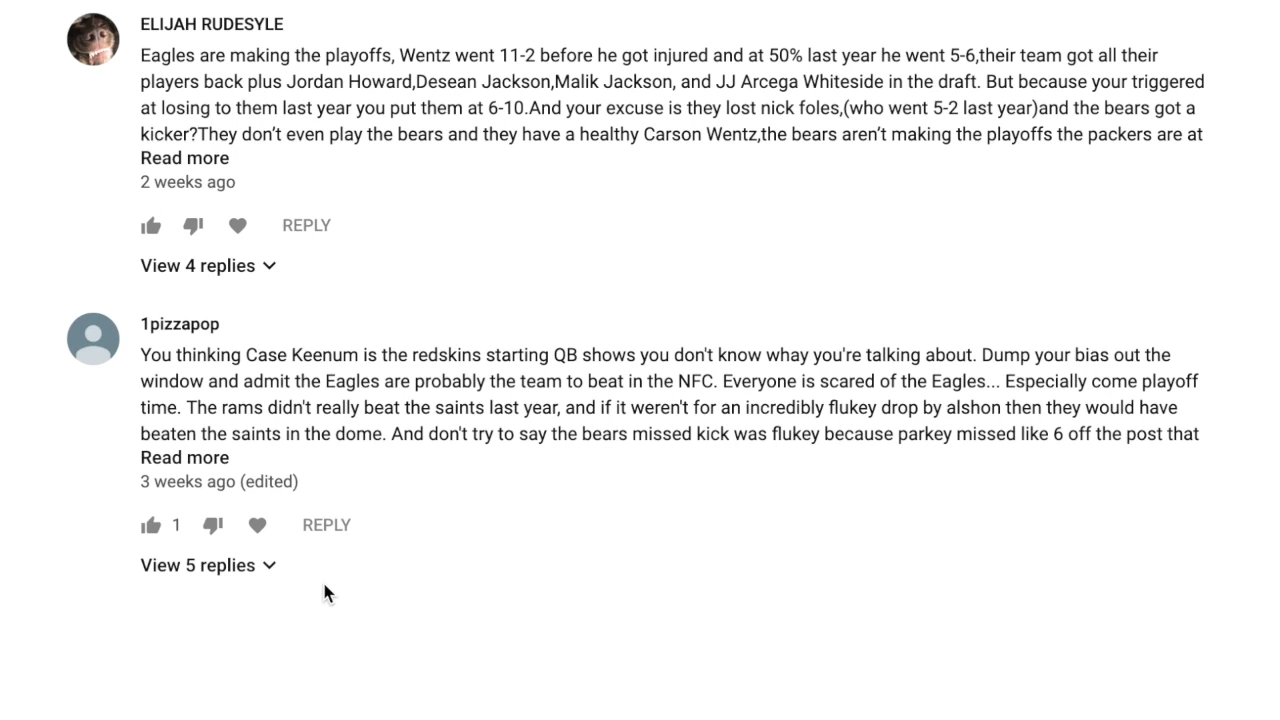 ELIJAH RUDESYLE
Eagles are making the playoffs, Wentz went 11-2 before he got injured and at 50% last year he went 5-6,their team got all their
players back plus Jordan Howard,Desean Jackson,Malik Jackson, and JJ Arcega Whiteside in the draft. But because your triggered
at losing to them last year you put them at 6-10.And your excuse is they lost nick foles,(who went 5-2 last year)and the bears got a
kicker?They don’t even play the bears and they have a healthy Carson Wentz,the bears aren’t making the playoffs the packers are at
Read more
2 weeks ago
REPLY
View 4 replies
1pizzapop
You thinking Case Keenum is the redskins starting QB shows you don't know whay you're talking about. Dump your bias out the
window and admit the Eagles are probably the team to beat in the NFC. Everyone is scared of the Eagles... Especially come playoff
time. The rams didn't really beat the saints last year, and if it weren't for an incredibly flukey drop by alshon then they would have
beaten the saints in the dome. And don't try to say the bears missed kick was flukey because parkey missed like 6 off the post that
Read more
3 weeks ago (edited)
1 REPLY
View 5 replies